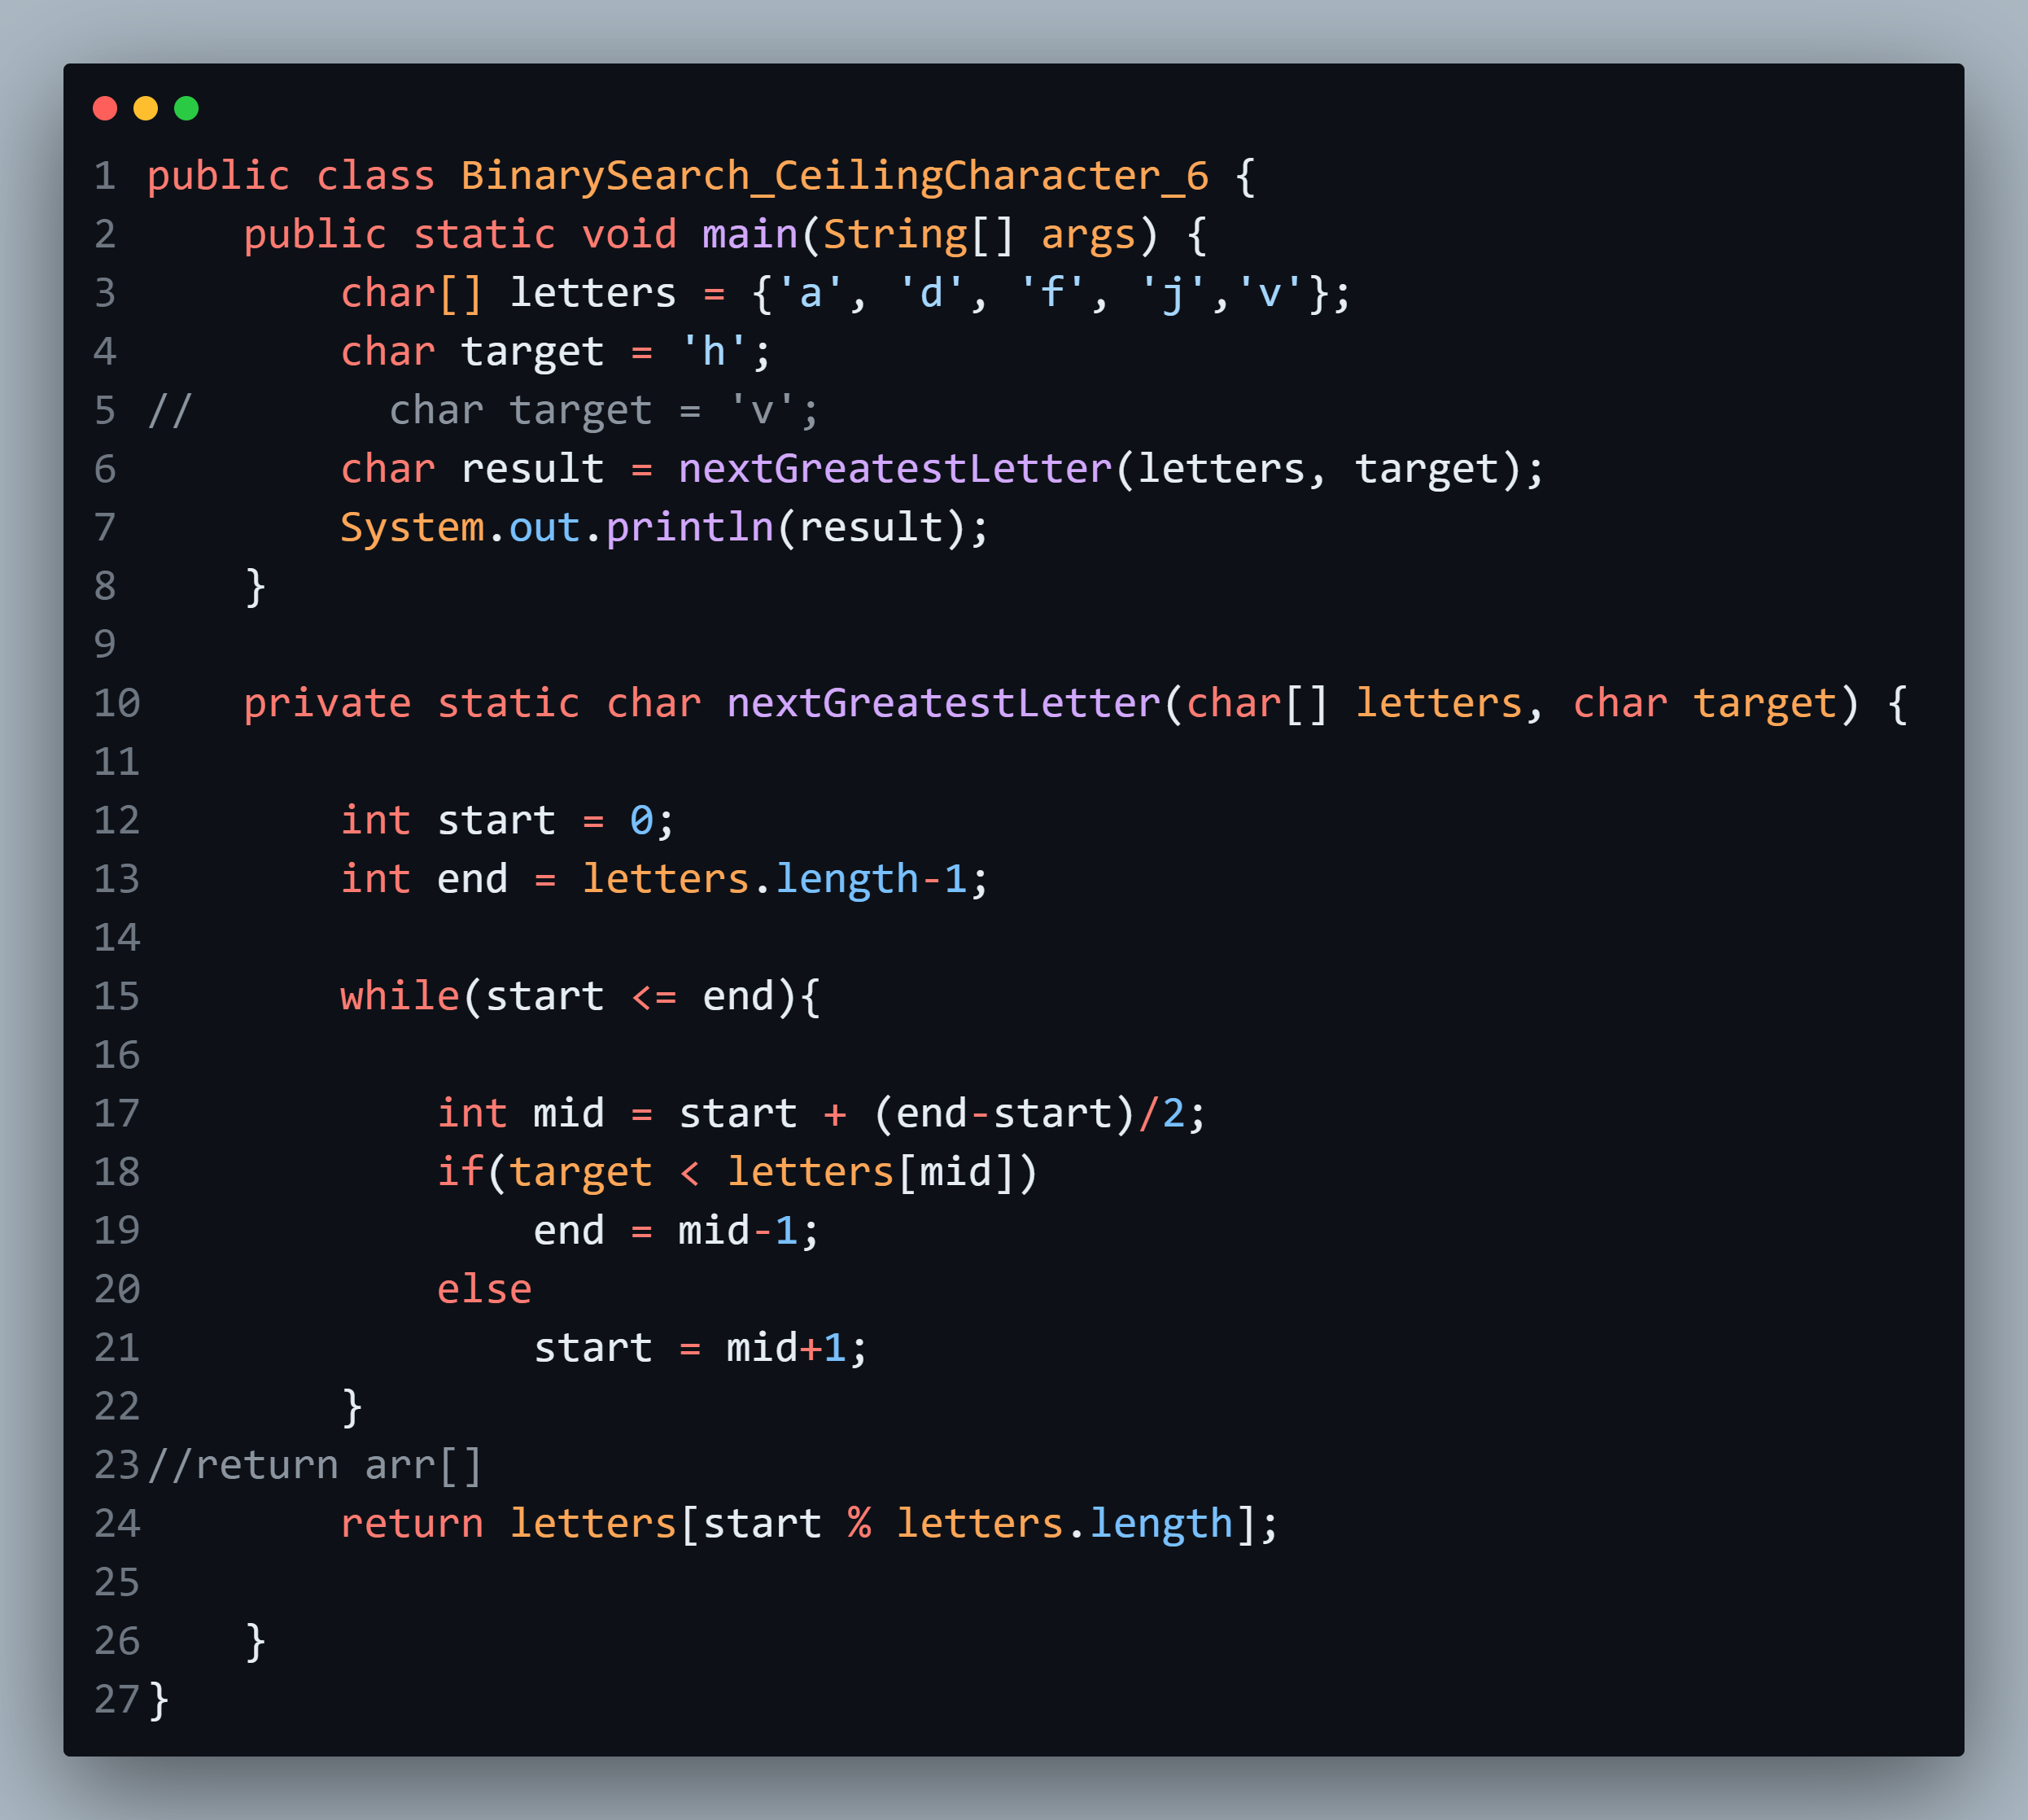 1 public class BinarySearch_CeilingCharacter_6 {
2     public static void main(String[] args) {
3         char[] letters = {'a', 'd', 'f', 'j','v'};
4         char target = 'h';
5 //        char target = 'v';
6         char result = nextGreatestLetter(letters, target);
7         System.out.println(result);
8     }
9
10     private static char nextGreatestLetter(char[] letters, char target) {
11
12         int start = 0;
13         int end = letters.length-1;
14
15         while(start <= end){
16
17             int mid = start + (end-start)/2;
18             if(target < letters[mid])
19                 end = mid-1;
20             else
21                 start = mid+1;
22         }
23 //return arr[]
24         return letters[start % letters.length];
25
26     }
27 }